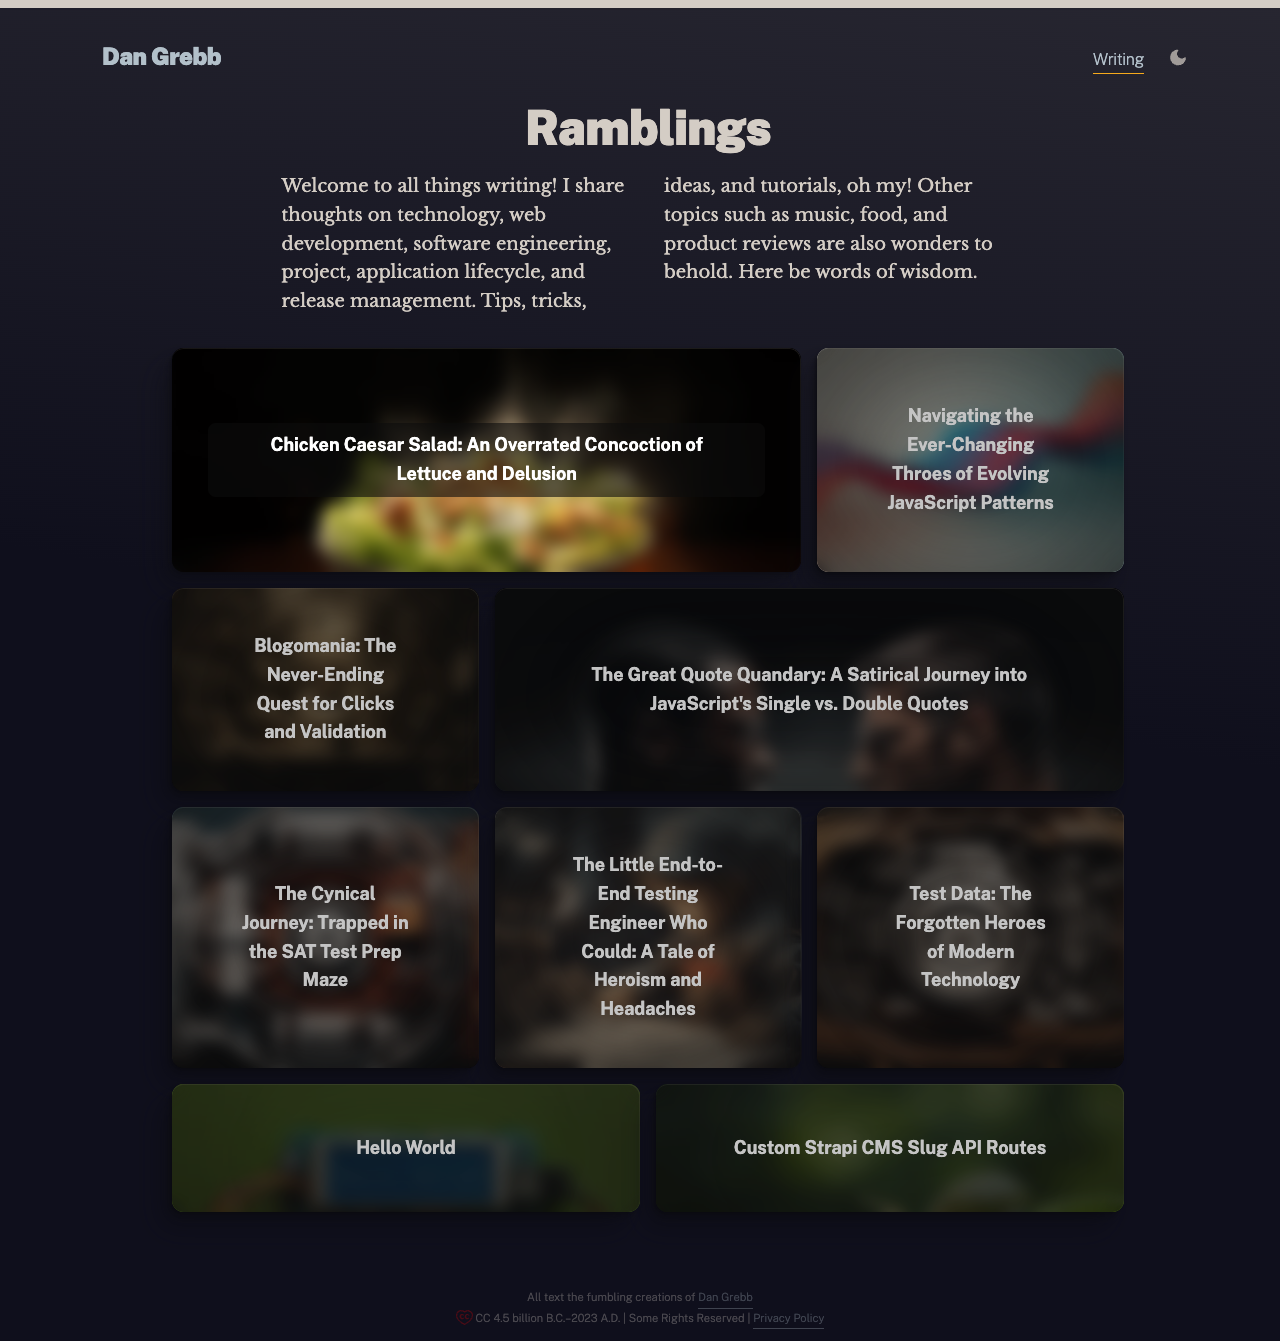 Dan Grebb
Writing
Ramblings
Welcome to all things writing! I share
thoughts on technology, web
development, software engineering,
project, application lifecycle, and
release management. Tips, tricks,
ideas, and tutorials, oh my! Other
topics such as music, food, and
product reviews are also wonders to
behold. Here be words of wisdom.
Chicken Caesar Salad: An Overrated Concoction of
Lettuce and Delusion
Navigating the
Ever-Changing
Throes of Evolving
JavaScript Patterns
Blogomania: The
Never-Ending
Quest for Clicks
and Validation
The Great Quote Quandary: A Satirical Journey into
JavaScript's Single vs. Double Quotes
The Cynical
Journey: Trapped in
the SAT Test Prep
Maze
The Little End-to-
End Testing
Engineer Who
Could: A Tale of
Heroism and
Headaches
Test Data: The
Forgotten Heroes
of Modern
Technology
Hello World
Custom Strapi CMS Slug API Routes
All text the fumbling creations of Dan Grebb
CC 4.5 billion B.C.–2023 A.D. | Some Rights Reserved | Privacy Policy